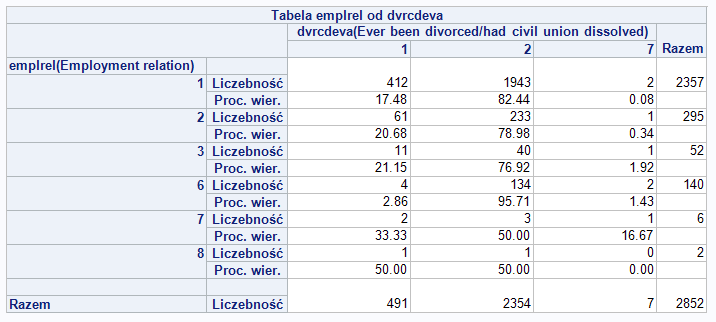 Tabela emplrel od dvrcdeva
dvrcdeva(Ever been divorced/had civil union dissolved)
1 2 7 Razem
emplrel(Employment relation)
1 Liczebność 412 1943 2 2357
Proc. wier. 17.48 82.44 0.08
2 Liczebność 61 233 1 295
Proc. wier. 20.68 78.98 0.34
3 Liczebność 11 40 1 52
Proc. wier. 21.15 76.92 1.92
6 Liczebność 4 134 2 140
Proc. wier. 2.86 95.71 1.43
7 Liczebność 2 3 1 6
Proc. wier. 33.33 50.00 16.67
8 Liczebność 1 1 0 2
Proc. wier. 50.00 50.00 0.00
Razem Liczebność 491 2354 7 2852